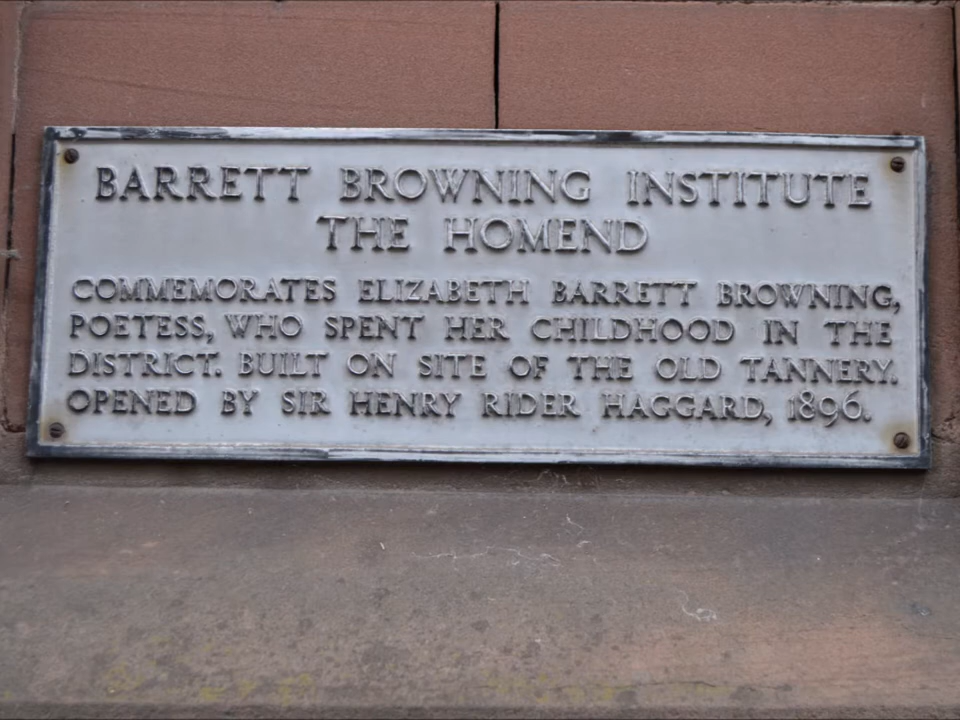 BARRETT BROWNING INSTITUTE
THE HOMEND
COMMEMORATES ELIZABETH BARRETT BROWNING,
POETESS, WHO SPENT HER CHILDHOOD IN THE
DISTRICT. BUILT ON SITE OF THE OLD TANNERY.
OPENED BY SIR HENRY RIDER HAGGARD, 1896.